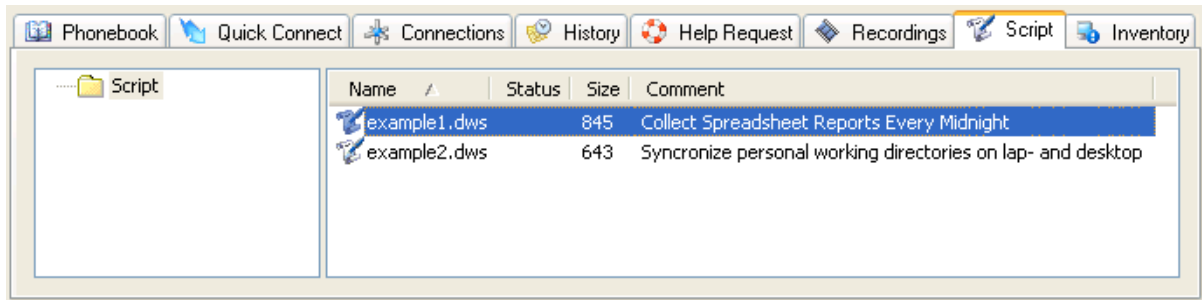 Phonebook Quick Connect Connections History Help Request Recordings Script Inventory
Script
Name Status Size Comment
example1.dws 845 Collect Spreadsheet Reports Every Midnight
example2.dws 643 Syncronize personal working directories on lap- and desktop